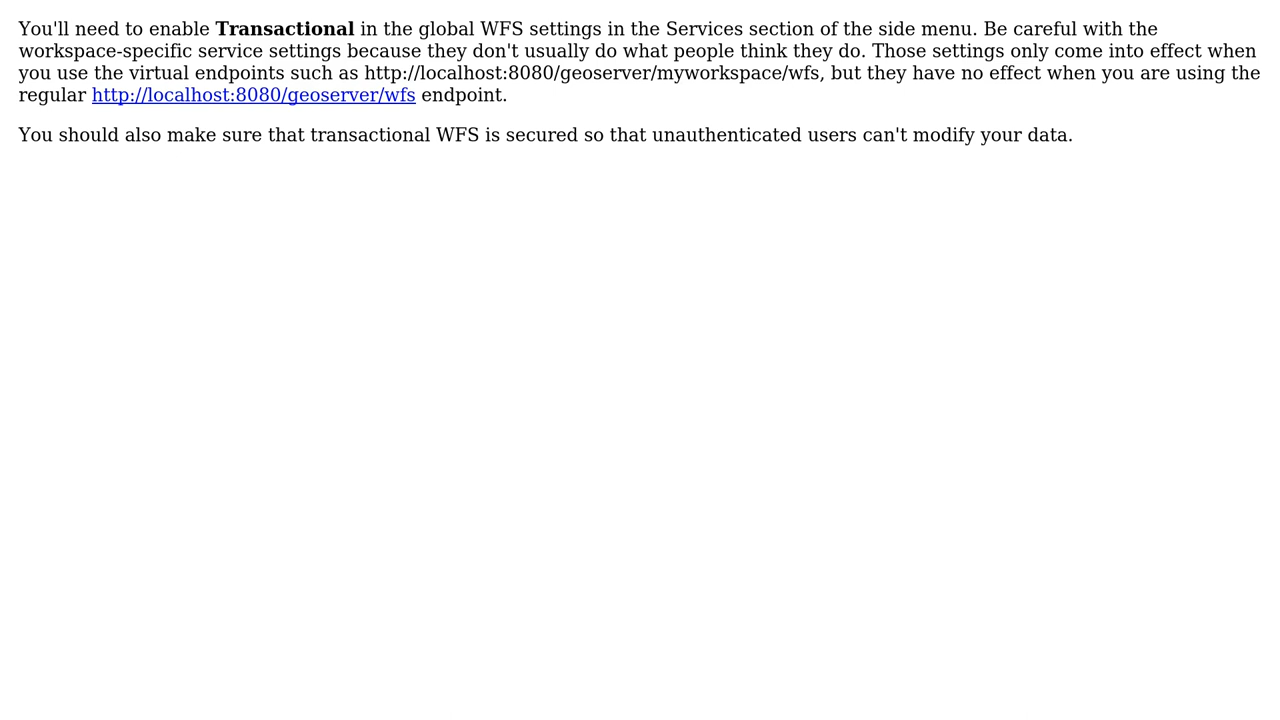 You'll need to enable Transactional in the global WFS settings in the Services section of the side menu. Be careful with the
workspace-specific service settings because they don't usually do what people think they do. Those settings only come into effect when
you use the virtual endpoints such as http://localhost:8080/geoserver/myworkspace/wfs, but they have no effect when you are using the
regular http://localhost:8080/geoserver/wfs endpoint.
You should also make sure that transactional WFS is secured so that unauthenticated users can't modify your data.